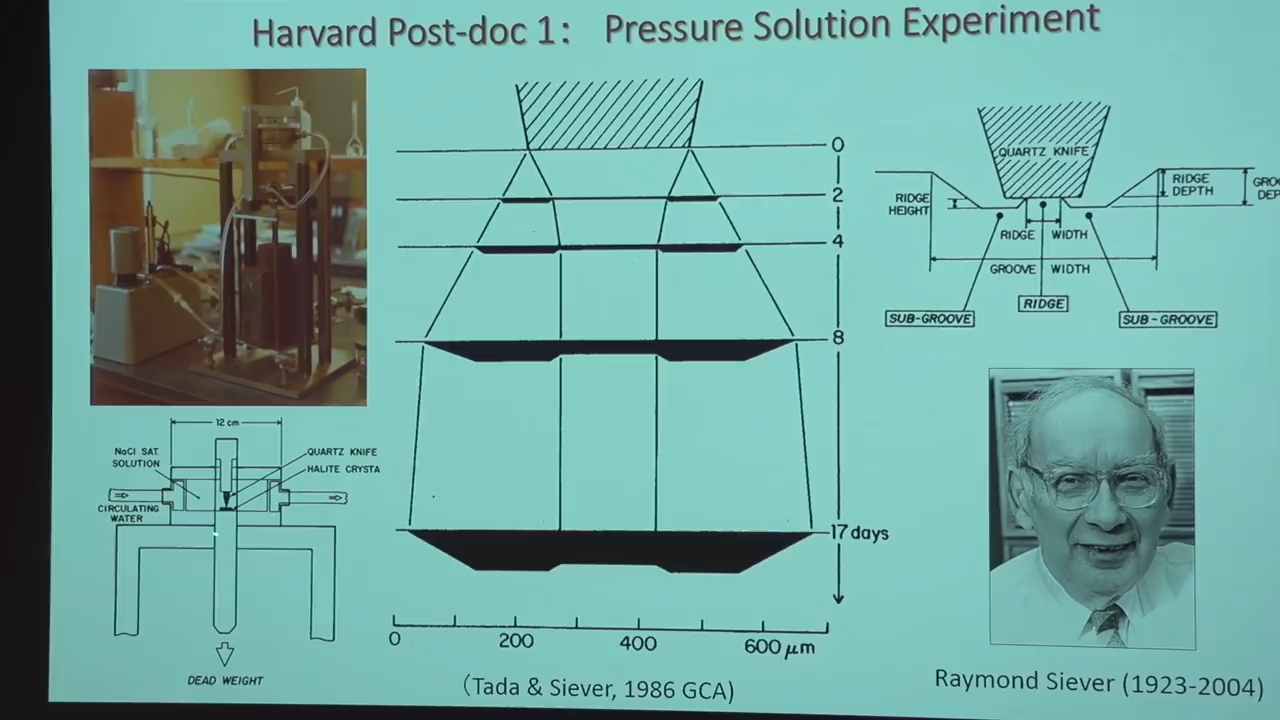 Harvard Post-doc 1: Pressure Solution Experiment
0
2
4
8
17 days
0
200
400
600 μm
(Tada & Siever, 1986 GCA)
12 cm
NaCl SAT.
SOLUTION
QUARTZ KNIFE
HALITE CRYSTA
CIRCULATING
WATER
DEAD WEIGHT
QUARTZ KNIFE
RIDGE
HEIGHT
RIDGE
DEPTH
GROO
DEP
RIDGE WIDTH
GROOVE WIDTH
RIDGE
SUB-GROOVE
SUB-GROOVE
Raymond Siever (1923-2004)